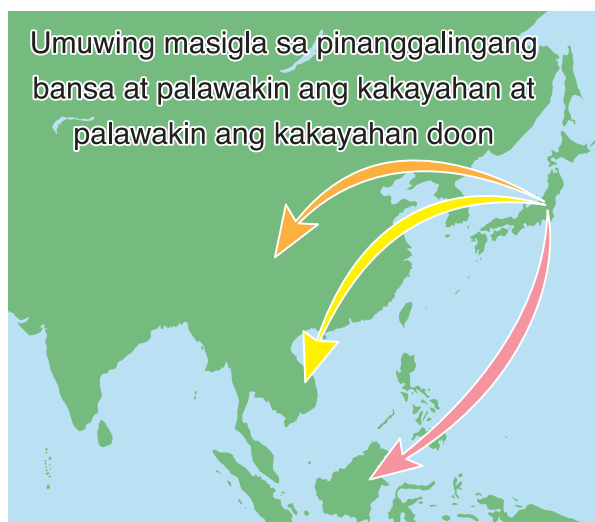 Umuwing masigla sa pinanggalingang
bansa at palawakin ang kakayahan at
palawakin ang kakayahan doon